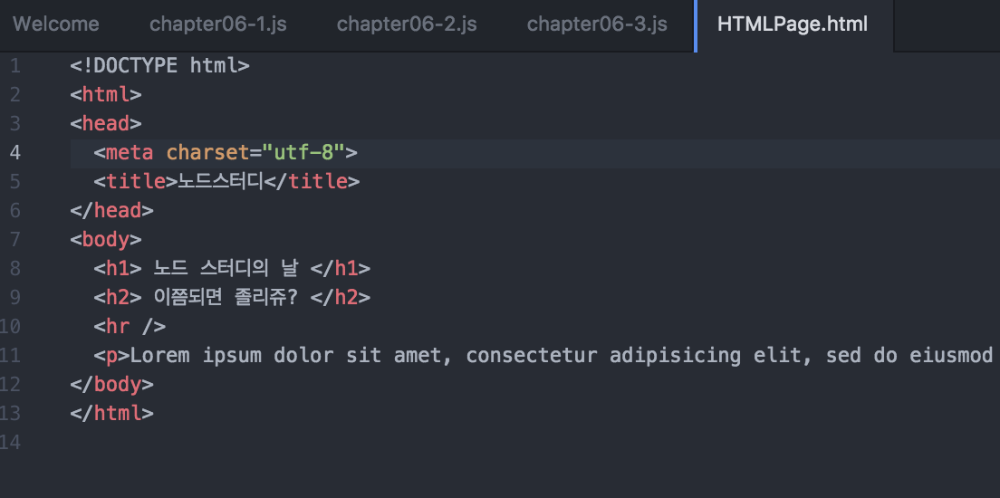 Welcome chapter06-1.js chapter06-2.js chapter06-3.js HTMLPage.html
1 <!DOCTYPE html>
2 <html>
3 <head>
4 <meta charset="utf-8">
5 <title>노드스터디</title>
6 </head>
7 <body>
8 <h1> 노드 스터디의 날 </h1>
9 <h2> 이쯤되면 졸리쥬? </h2>
10 <hr />
11 <p>Lorem ipsum dolor sit amet, consectetur adipisicing elit, sed do eiusmod
12 </body>
13 </html>
14